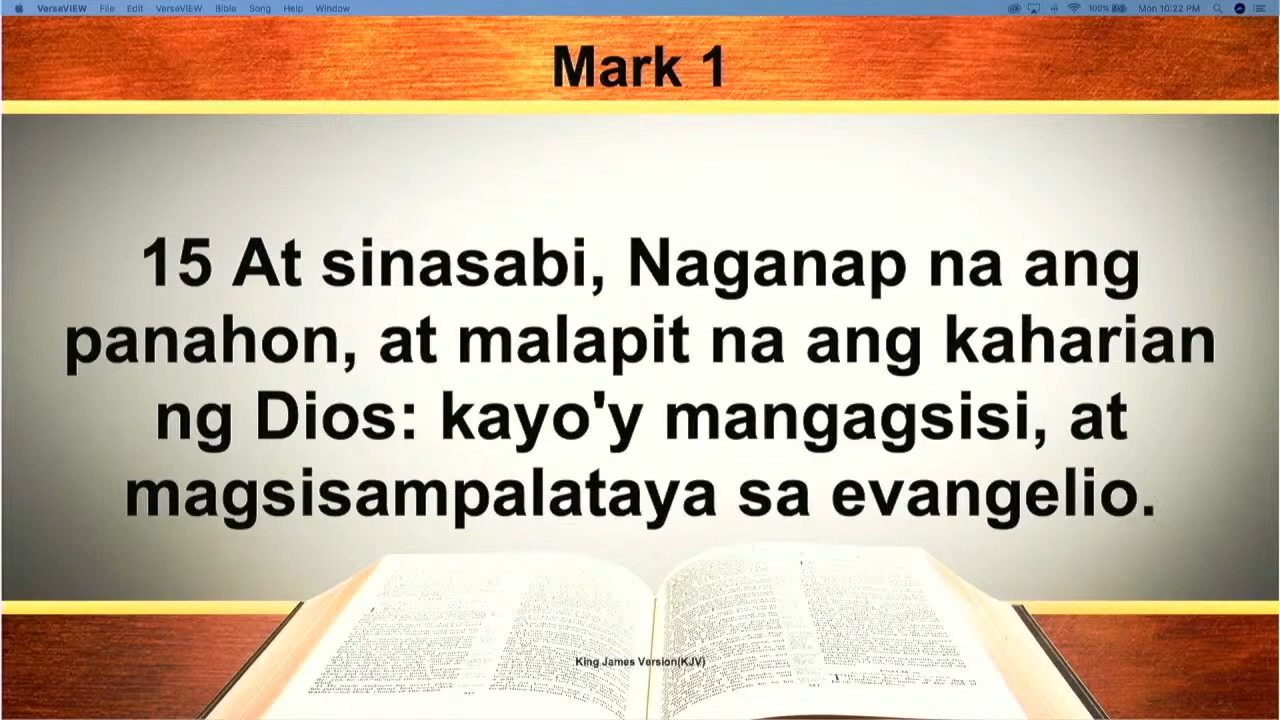 VerseVIEW File Edit VerseVIEW Bible Song Help Window 100% Mon 10:22 PM
Mark 1
15 At sinasabi, Naganap na ang
panahon, at malapit na ang kaharian
ng Dios: kayo'y mangagsisi, at
magsisampalataya sa evangelio.
King James Version(KJV)